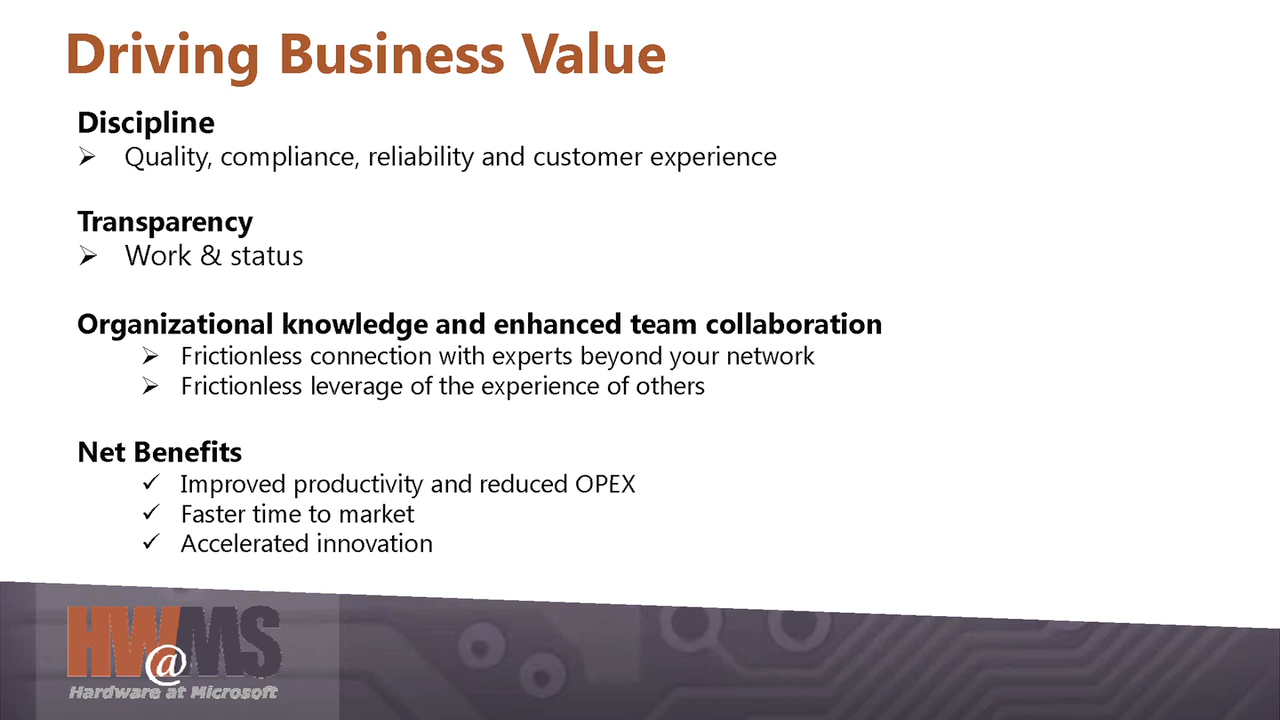 Driving Business Value
Discipline
➢ Quality, compliance, reliability and customer experience
Transparency
➢ Work & status
Organizational knowledge and enhanced team collaboration
➢ Frictionless connection with experts beyond your network
➢ Frictionless leverage of the experience of others
Net Benefits
✓ Improved productivity and reduced OPEX
✓ Faster time to market
✓ Accelerated innovation
HW@MS
Hardware at Microsoft